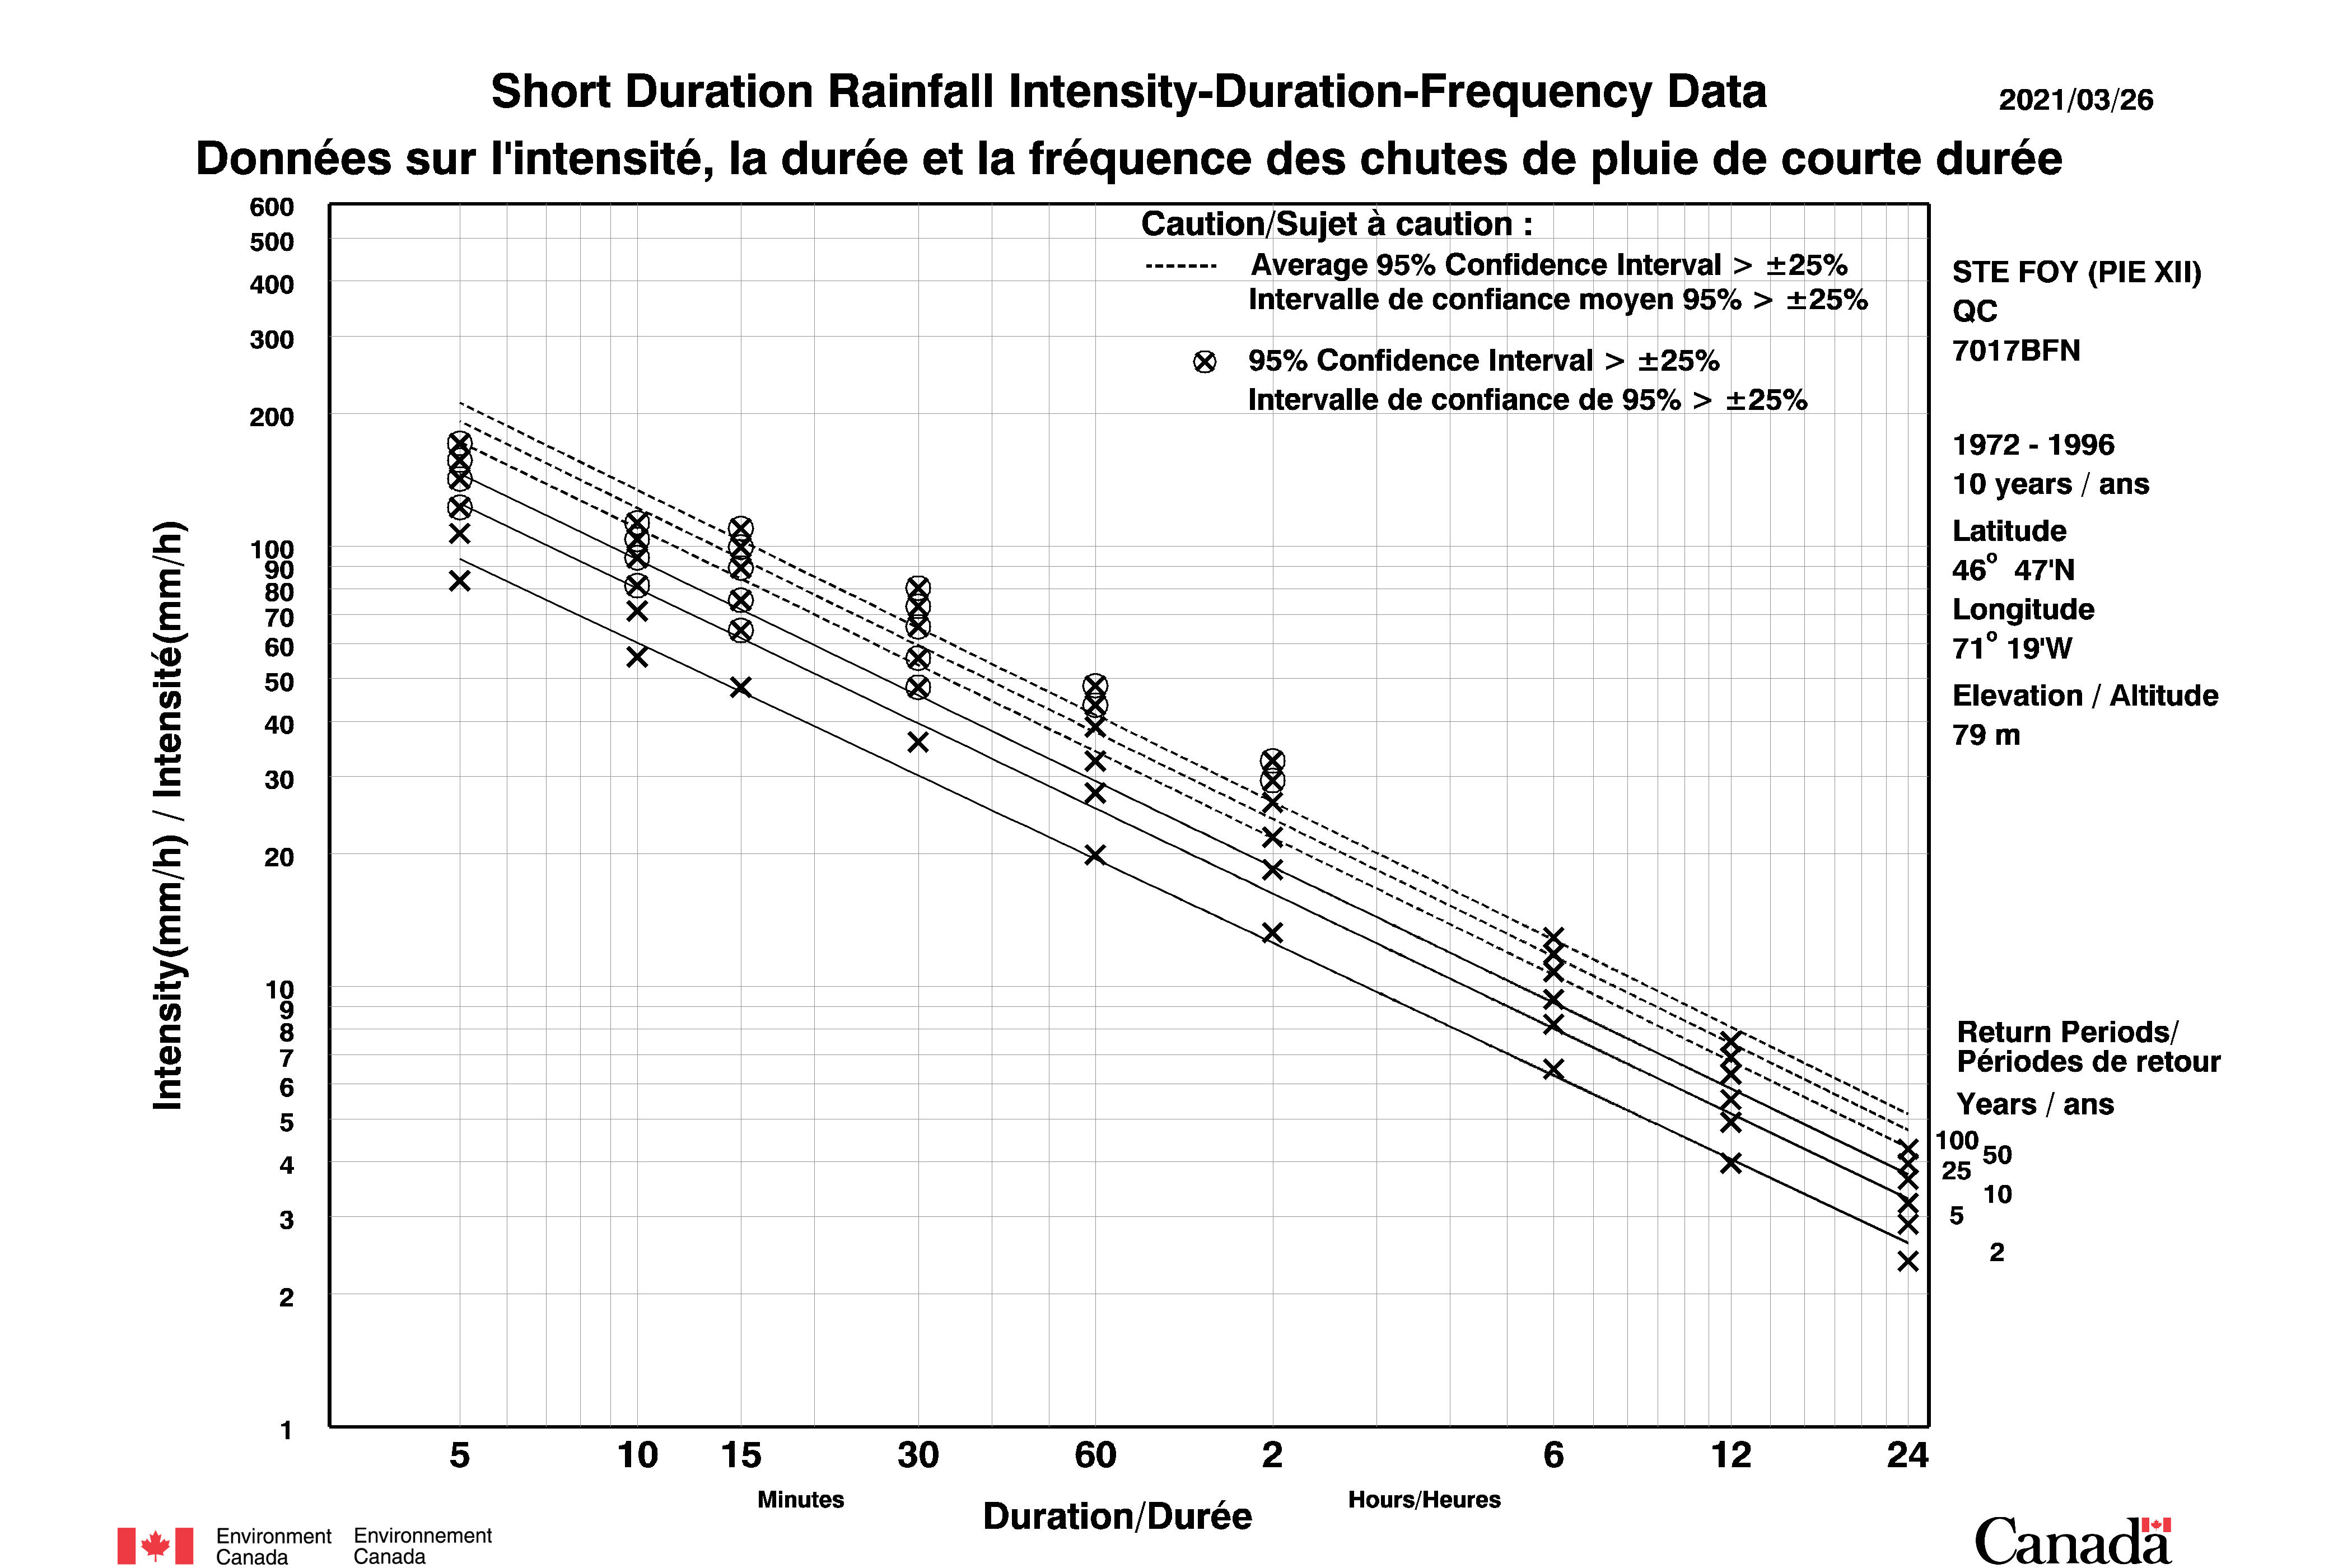 Short Duration Rainfall Intensity-Duration-Frequency Data
2021/03/26
Données sur l'intensité, la durée et la fréquence des chutes de pluie de courte durée
Caution/Sujet à caution :
Average 95% Confidence Interval > ±25%
Intervalle de confiance moyen 95% > ±25%
95% Confidence Interval > ±25%
Intervalle de confiance de 95% > ±25%
STE FOY (PIE XII)
QC
7017BFN
1972 - 1996
10 years / ans
Latitude
46° 47'N
Longitude
71° 19'W
Elevation / Altitude
79 m
Return Periods/
Périodes de retour
Years / ans
100
50
25
10
5
2
Intensity(mm/h) / Intensité(mm/h)
600
500
400
300
200
100
90
80
70
60
50
40
30
20
10
9
8
7
6
5
4
3
2
1
5 10 15 30 60 2 6 12 24
Minutes
Hours/Heures
Duration/Durée
Environment Canada
Environnement Canada
Canada